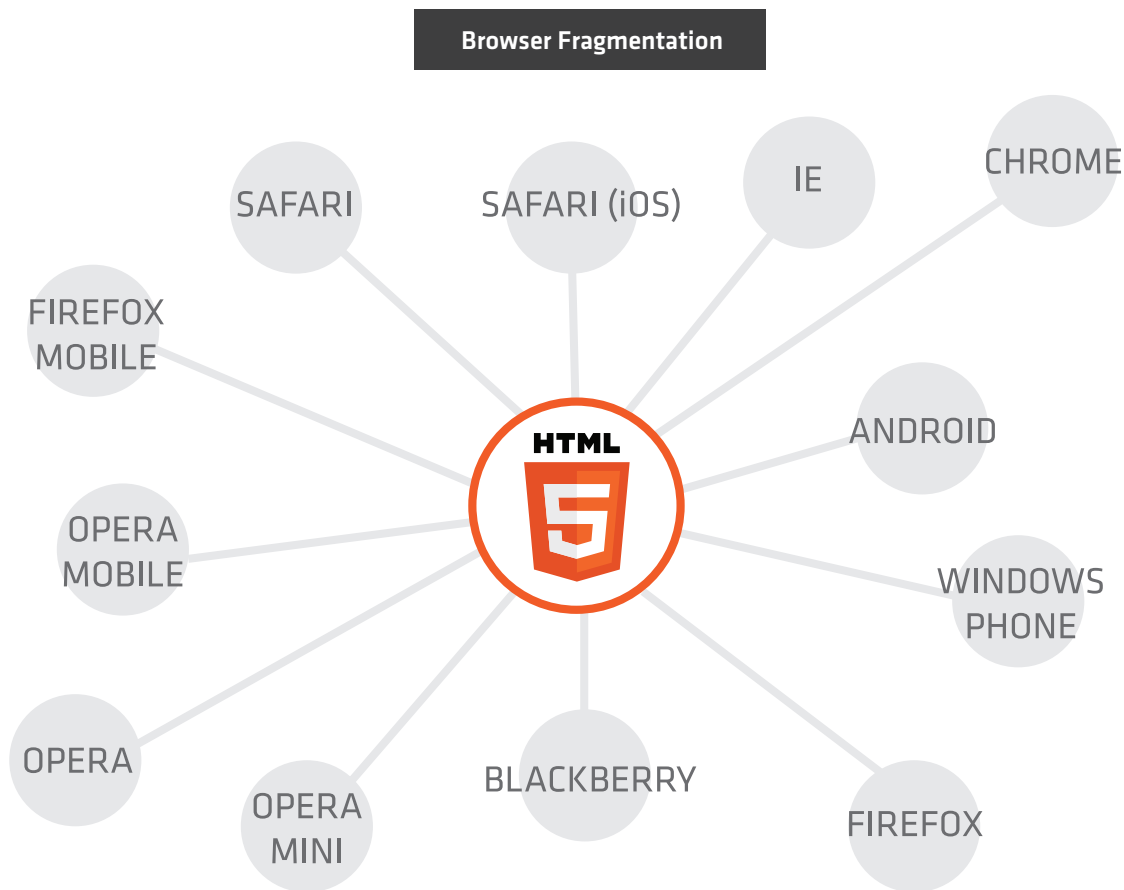 Browser Fragmentation
SAFARI
SAFARI (iOS)
IE
CHROME
FIREFOX
MOBILE
ANDROID
HTML
5
OPERA
MOBILE
WINDOWS
PHONE
OPERA
OPERA
MINI
BLACKBERRY
FIREFOX